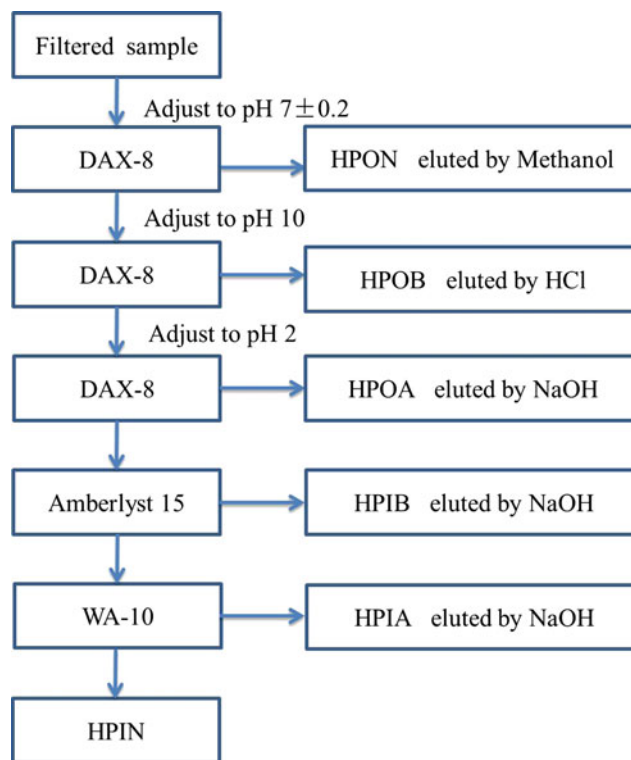 Filtered sample
Adjust to pH 7±0.2
DAX-8
HPON eluted by Methanol
Adjust to pH 10
DAX-8
HPOB eluted by HCl
Adjust to pH 2
DAX-8
HPOA eluted by NaOH
Amberlyst 15
HPIB eluted by NaOH
WA-10
HPIA eluted by NaOH
HPIN